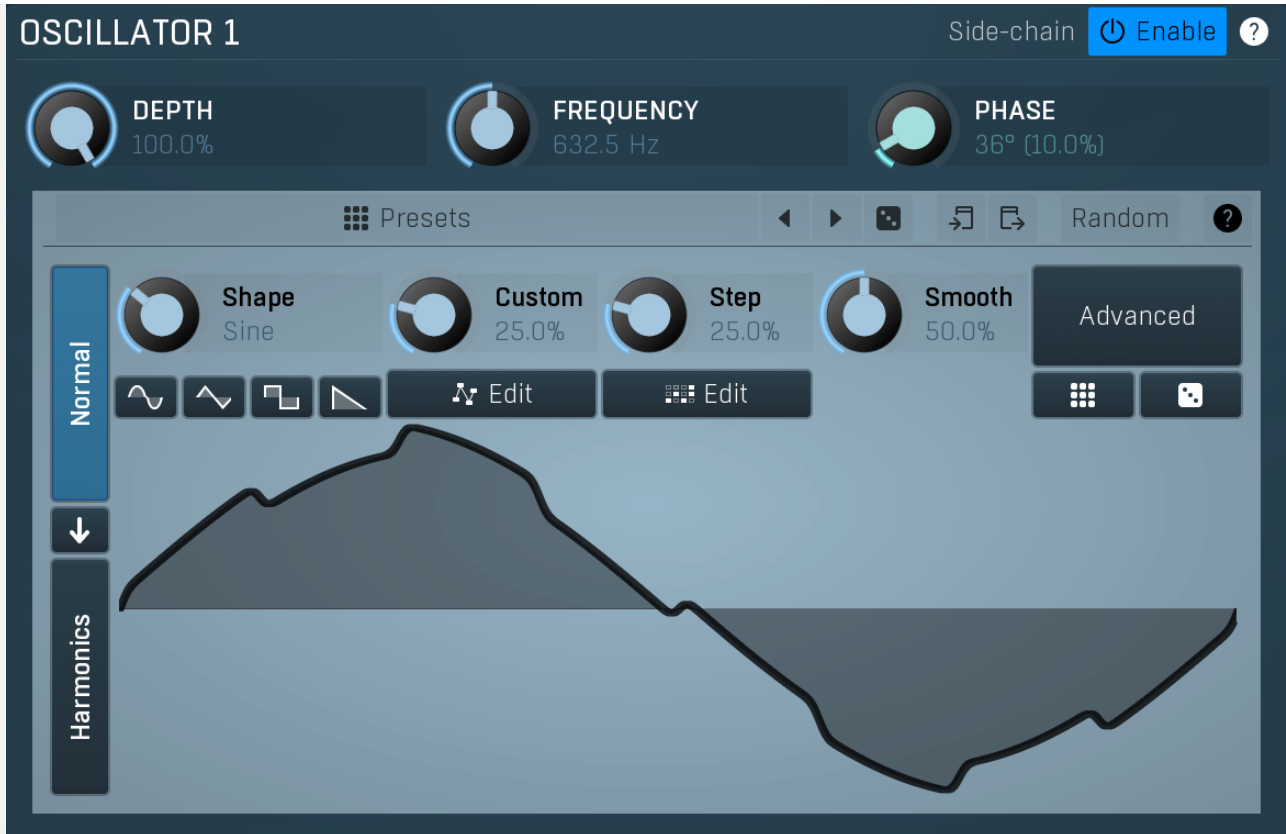 OSCILLATOR 1 Side-chain Enable ?
DEPTH
100.0%
FREQUENCY
632.5 Hz
PHASE
36° (10.0%)
Presets Random ?
Normal
Harmonics
Shape
Sine
Custom
25.0%
Step
25.0%
Smooth
50.0%
Advanced
Edit
Edit